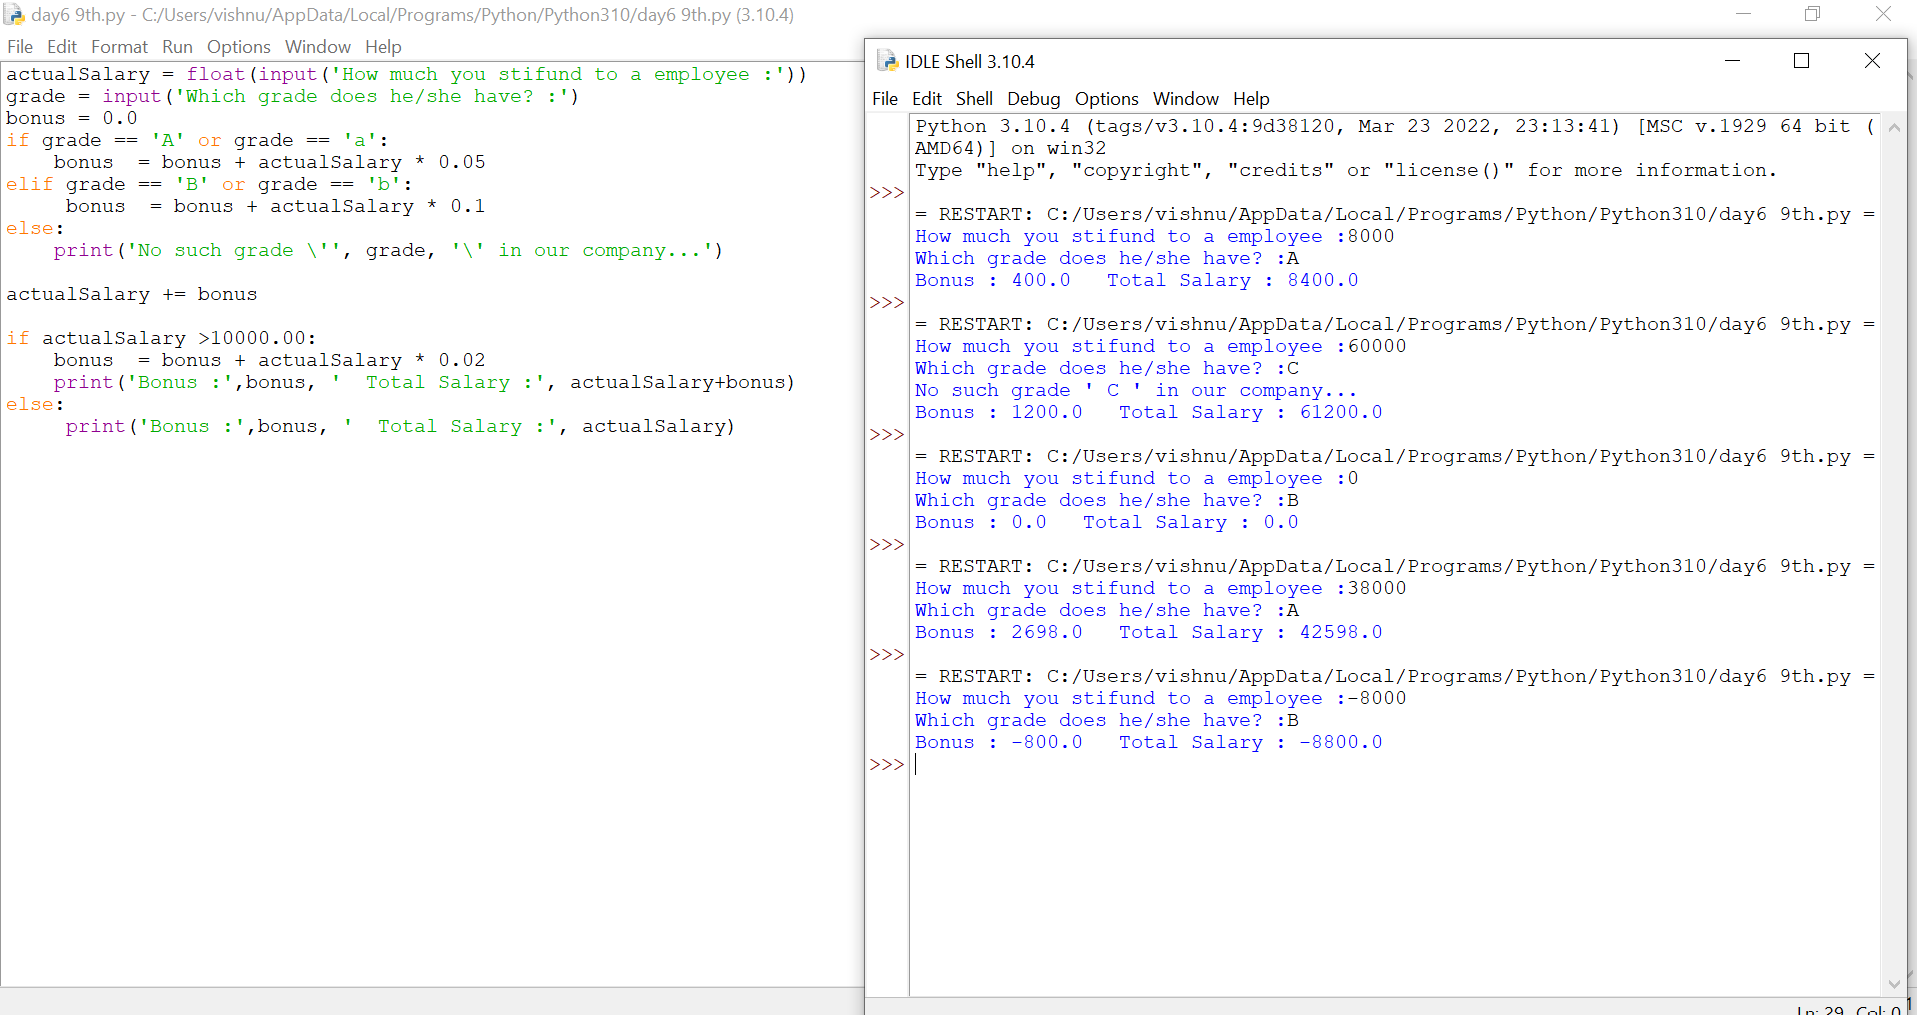 day6 9th.py - C:/Users/vishnu/AppData/Local/Programs/Python/Python310/day6 9th.py (3.10.4)
File Edit Format Run Options Window Help
actualSalary = float(input('How much you stifund to a employee :'))
grade = input('Which grade does he/she have? :')
bonus = 0.0
if grade == 'A' or grade == 'a':
    bonus  = bonus + actualSalary * 0.05
elif grade == 'B' or grade == 'b':
     bonus  = bonus + actualSalary * 0.1
else:
    print('No such grade \'', grade, '\' in our company...')
actualSalary += bonus
if actualSalary >10000.00:
    bonus  = bonus + actualSalary * 0.02
    print('Bonus :',bonus, '  Total Salary :', actualSalary+bonus)
else:
     print('Bonus :',bonus, '  Total Salary :', actualSalary)
IDLE Shell 3.10.4
File Edit Shell Debug Options Window Help
Python 3.10.4 (tags/v3.10.4:9d38120, Mar 23 2022, 23:13:41) [MSC v.1929 64 bit (
AMD64)] on win32
Type "help", "copyright", "credits" or "license()" for more information.
>>>
= RESTART: C:/Users/vishnu/AppData/Local/Programs/Python/Python310/day6 9th.py =
How much you stifund to a employee :8000
Which grade does he/she have? :A
Bonus : 400.0   Total Salary : 8400.0
>>>
= RESTART: C:/Users/vishnu/AppData/Local/Programs/Python/Python310/day6 9th.py =
How much you stifund to a employee :60000
Which grade does he/she have? :C
No such grade ' C ' in our company...
Bonus : 1200.0   Total Salary : 61200.0
>>>
= RESTART: C:/Users/vishnu/AppData/Local/Programs/Python/Python310/day6 9th.py =
How much you stifund to a employee :0
Which grade does he/she have? :B
Bonus : 0.0   Total Salary : 0.0
>>>
= RESTART: C:/Users/vishnu/AppData/Local/Programs/Python/Python310/day6 9th.py =
How much you stifund to a employee :38000
Which grade does he/she have? :A
Bonus : 2698.0   Total Salary : 42598.0
>>>
= RESTART: C:/Users/vishnu/AppData/Local/Programs/Python/Python310/day6 9th.py =
How much you stifund to a employee :-8000
Which grade does he/she have? :B
Bonus : -800.0   Total Salary : -8800.0
>>>
Ln: 29 Col: 0
1